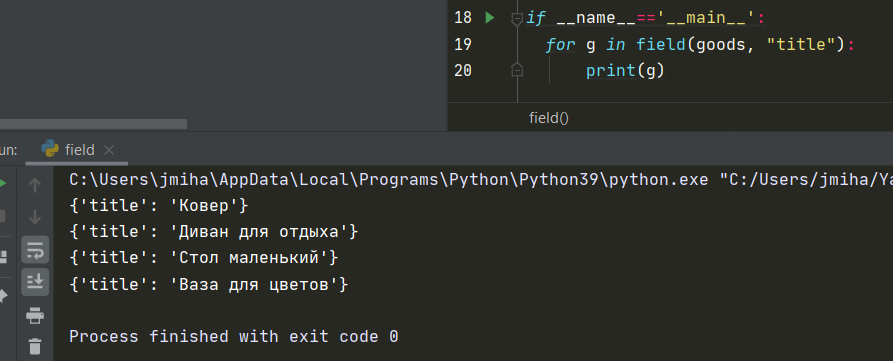 18 if __name__=='__main__':
19 for g in field(goods, "title"):
20 print(g)
field()
un: field
C:\Users\jmiha\AppData\Local\Programs\Python\Python39\python.exe "C:/Users/jmiha/Ya
{'title': 'Ковер'}
{'title': 'Диван для отдыха'}
{'title': 'Стол маленький'}
{'title': 'Ваза для цветов'}
Process finished with exit code 0